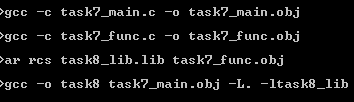 >gcc -c task7_main.c -o task7_main.obj
>gcc -c task7_func.c -o task7_func.obj
>ar rcs task8_lib.lib task7_func.obj
>gcc -o task8 task7_main.obj -L. -ltask8_lib